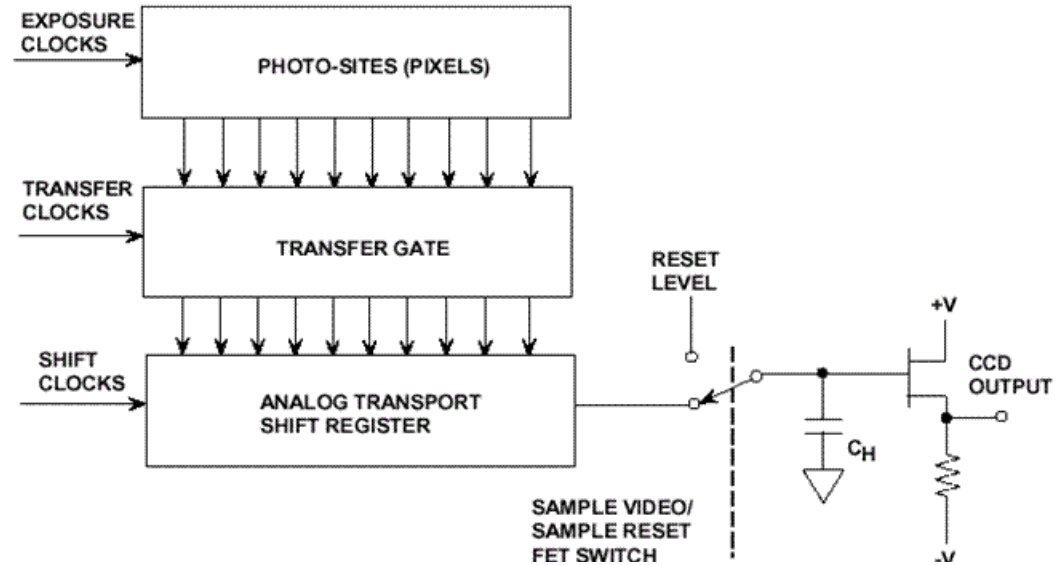 EXPOSURE
CLOCKS
PHOTO-SITES (PIXELS)
TRANSFER
CLOCKS
TRANSFER GATE
RESET
LEVEL
+V
SHIFT
CLOCKS
ANALOG TRANSPORT
SHIFT REGISTER
CCD
OUTPUT
CH
SAMPLE VIDEO/
SAMPLE RESET
FET SWITCH
-V